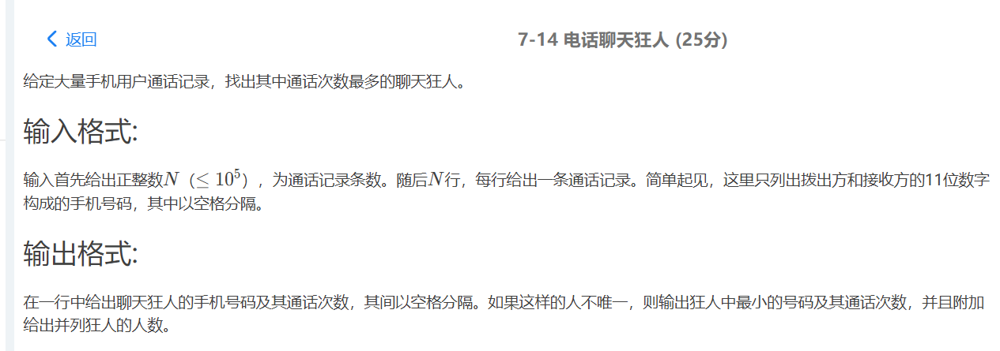 返回
7-14 电话聊天狂人 (25分)
给定大量手机用户通话记录，找出其中通话次数最多的聊天狂人。
输入格式:
输入首先给出正整数N（≤10⁵），为通话记录条数。随后N行，每行给出一条通话记录。简单起见，这里只列出拨出方和接收方的11位数字
构成的手机号码，其中以空格分隔。
输出格式:
在一行中给出聊天狂人的手机号码及其通话次数，其间以空格分隔。如果这样的人不唯一，则输出狂人中最小的号码及其通话次数，并且附加
给出并列狂人的人数。